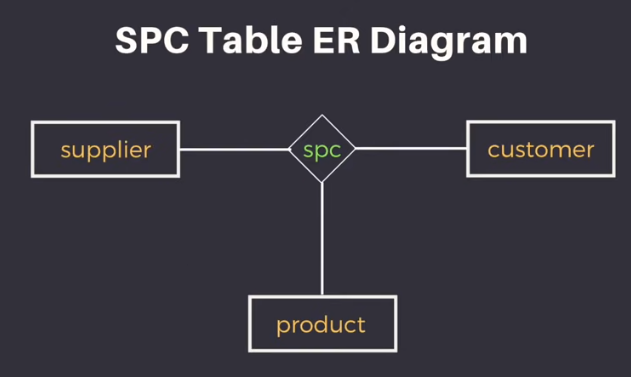 SPC Table ER Diagram
supplier
spc
customer
product